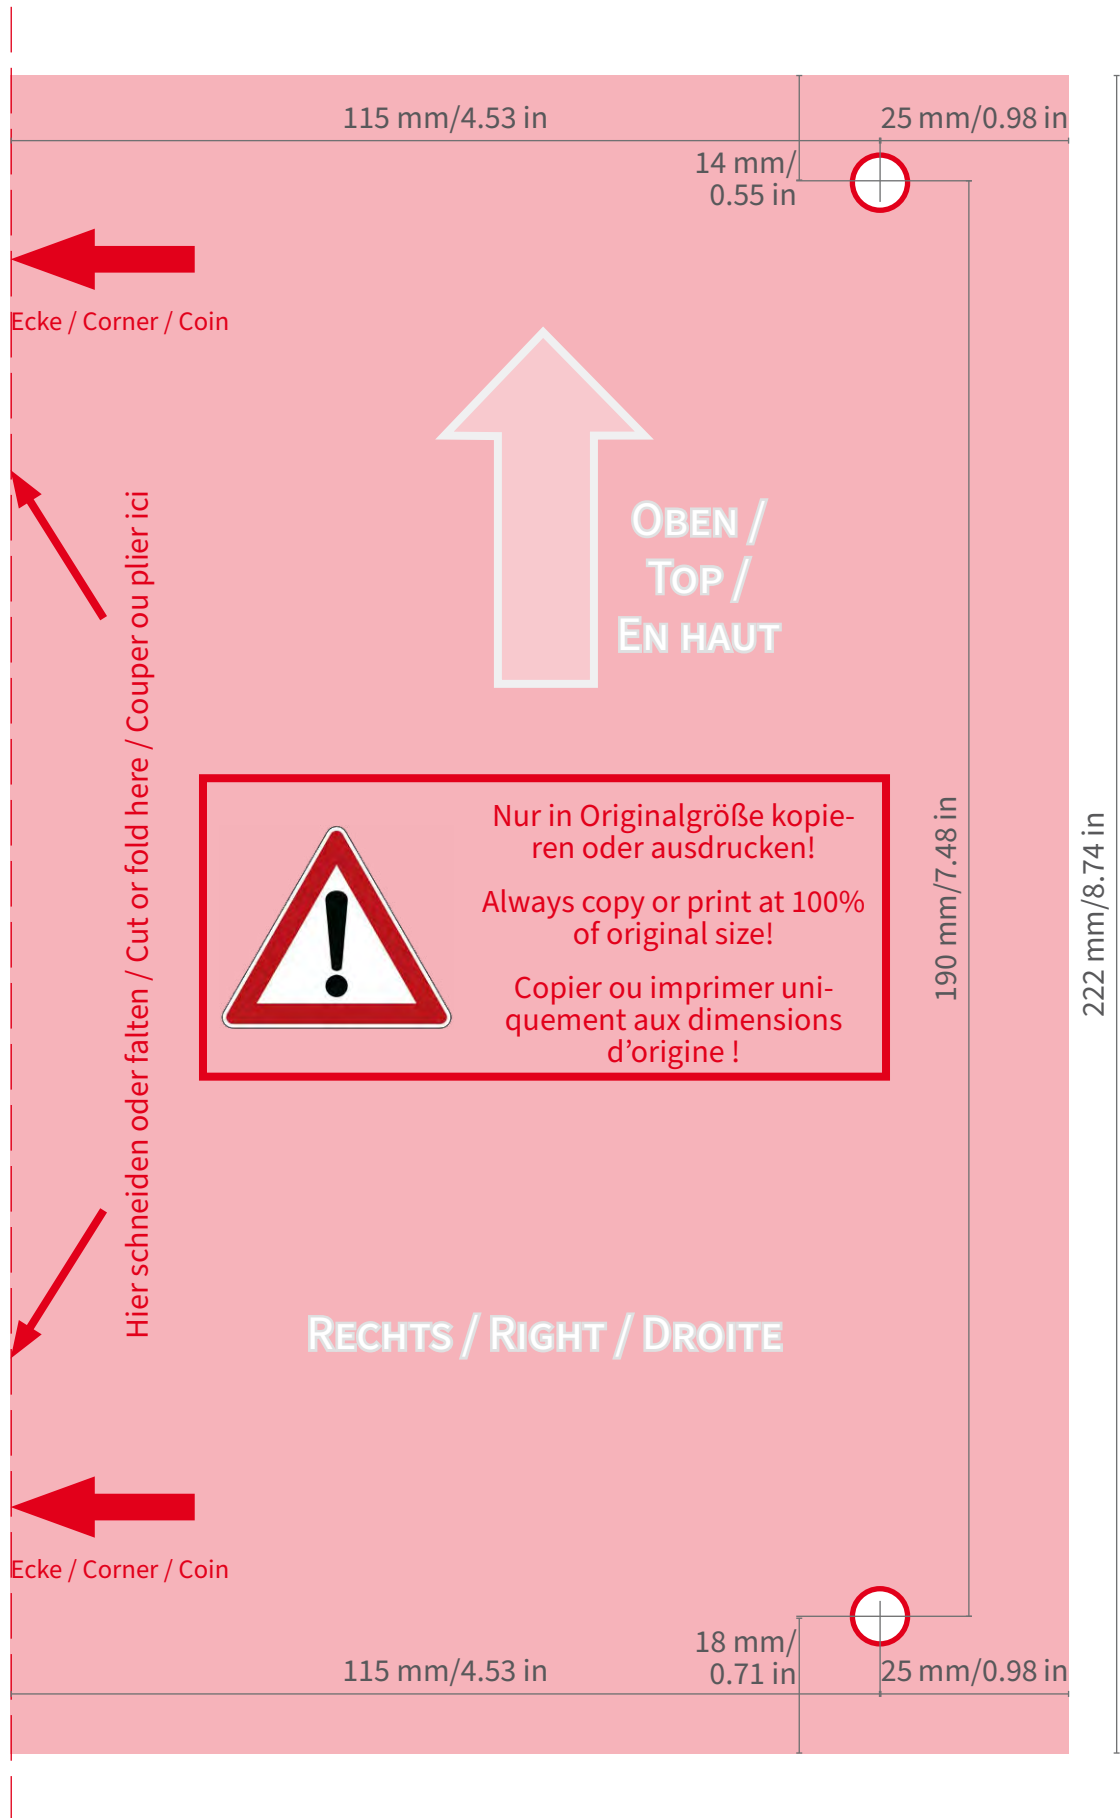 115 mm/4.53 in
25 mm/0.98 in
14 mm/
0.55 in
Ecke / Corner / Coin
Hier schneiden oder falten / Cut or fold here / Couper ou plier ici
OBEN /
TOP /
EN HAUT
Nur in Originalgröße kopie-
ren oder ausdrucken!
Always copy or print at 100%
of original size!
Copier ou imprimer uni-
quement aux dimensions
d’origine !
190 mm/7.48 in
222 mm/8.74 in
RECHTS / RIGHT / DROITE
Ecke / Corner / Coin
18 mm/
0.71 in
115 mm/4.53 in
25 mm/0.98 in